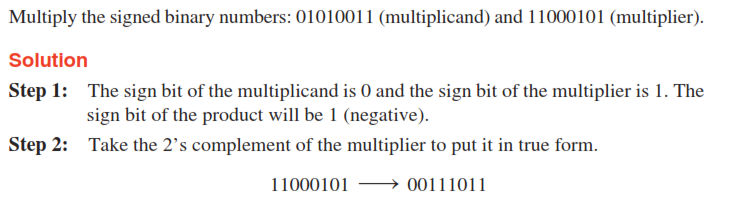 Multiply the signed binary numbers: 01010011 (multiplicand) and 11000101 (multiplier).
Solution
Step 1: The sign bit of the multiplicand is 0 and the sign bit of the multiplier is 1. The
sign bit of the product will be 1 (negative).
Step 2: Take the 2’s complement of the multiplier to put it in true form.
11000101 ⟶ 00111011